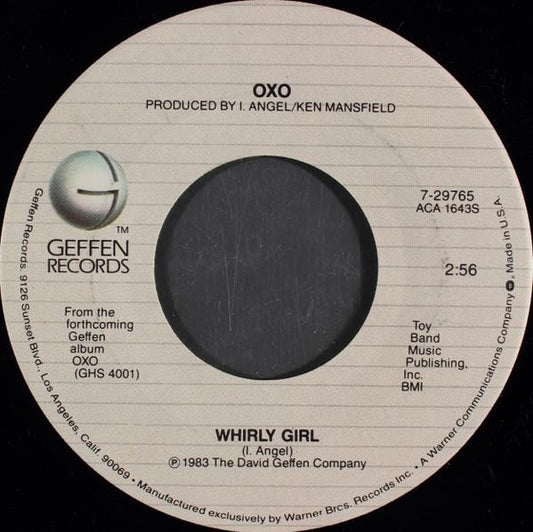 OXO
PRODUCED BY I. ANGEL/KEN MANSFIELD
TM
GEFFEN
RECORDS
7-29765
ACA 1643S
2:56
From the
forthcoming
Geffen
album
OXO
(GHS 4001)
Toy
Band
Music
Publishing,
Inc.
BMI
WHIRLY GIRL
(I. Angel)
℗ 1983 The David Geffen Company
Geffen Records, 9126 Sunset Blvd., Los Angeles, Calif. 90069 • Manufactured exclusively by Warner Bros. Records Inc. • A Warner Communications Company, Made in U.S.A.